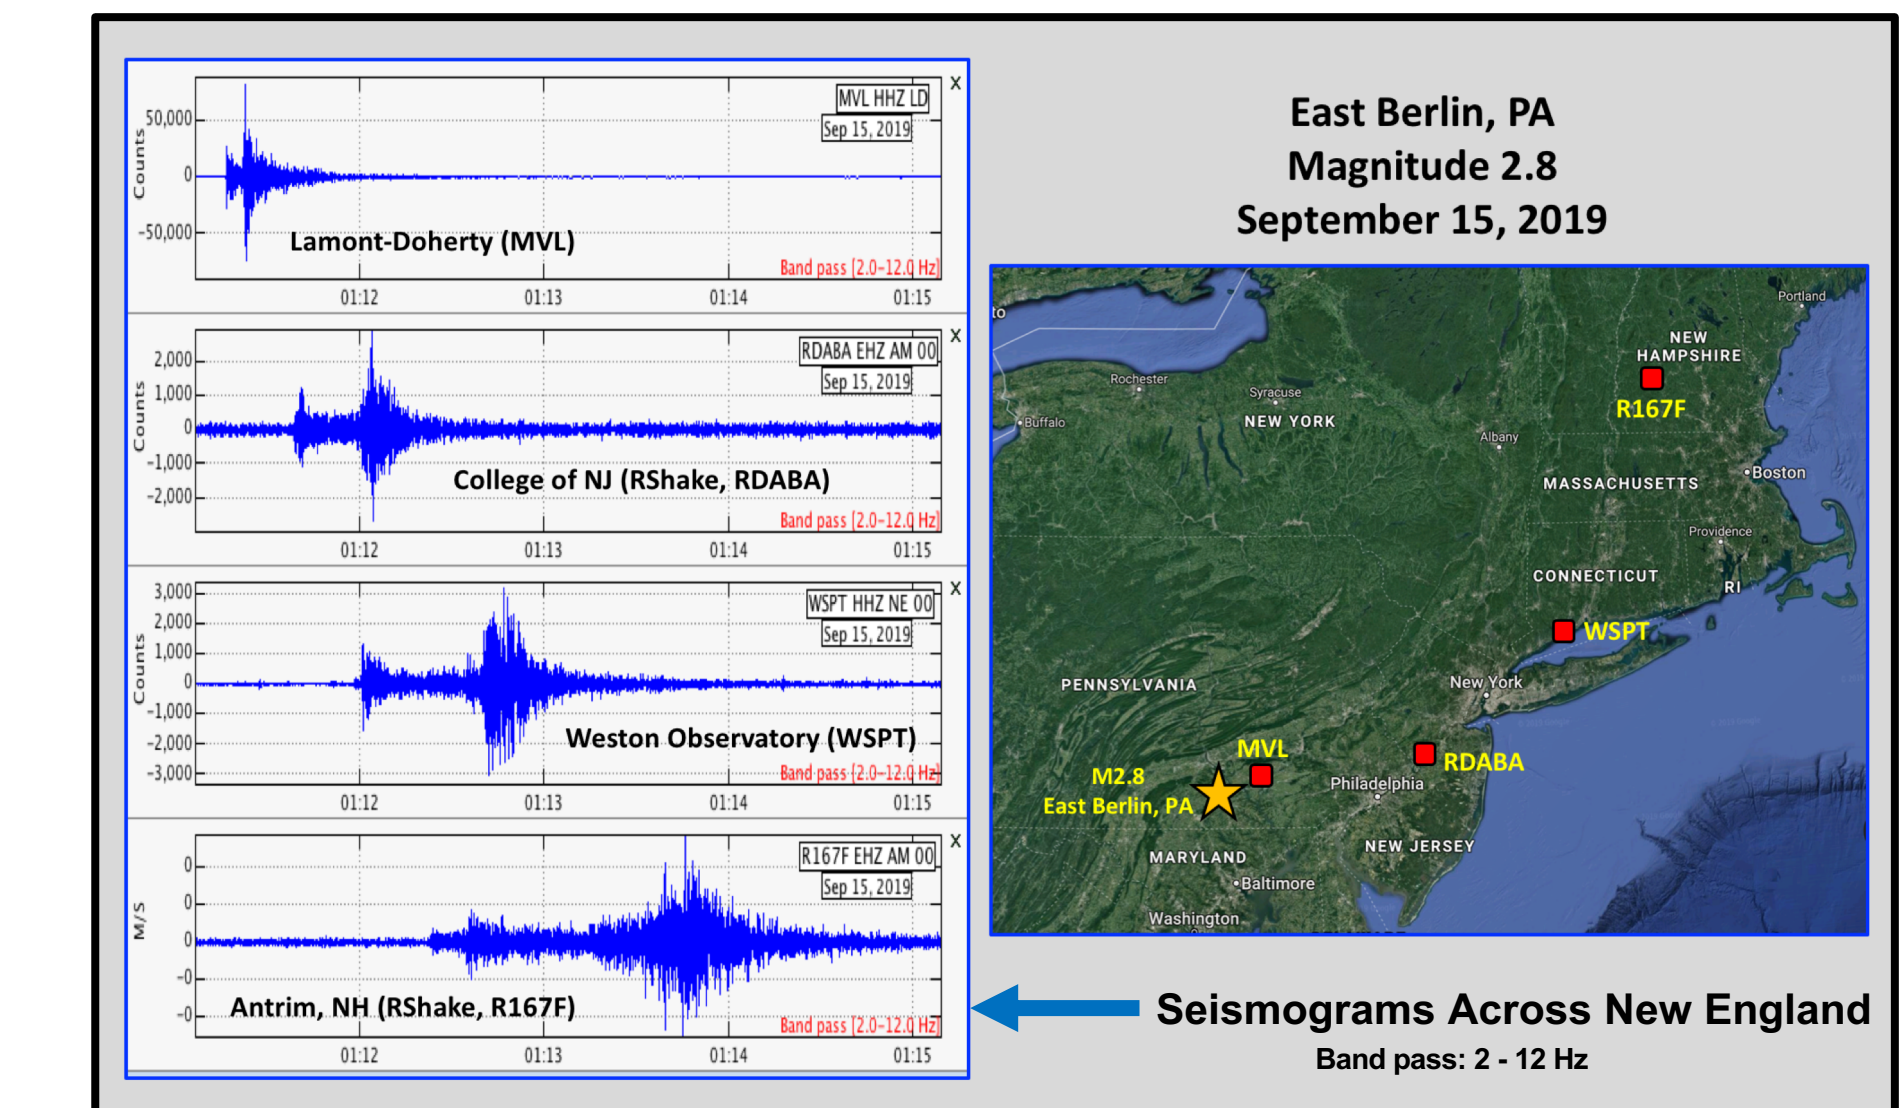 X
MVL HHZ LD
Sep 15, 2019
50,000
0
-50,000
Counts
Lamont-Doherty (MVL)
Band pass [2.0-12.0 Hz]
01:12 01:13 01:14 01:15
X
RDABA EHZ AM 00
Sep 15, 2019
2,000
1,000
0
-1,000
-2,000
Counts
College of NJ (RShake, RDABA)
Band pass [2.0-12.0 Hz]
01:12 01:13 01:14 01:15
X
WSPT HHZ NE 00
Sep 15, 2019
3,000
2,000
1,000
0
-1,000
-2,000
-3,000
Counts
Weston Observatory (WSPT)
Band pass [2.0-12.0 Hz]
01:12 01:13 01:14 01:15
X
R167F EHZ AM 00
Sep 15, 2019
0
0
0
-0
-0
M/S
Antrim, NH (RShake, R167F)
Band pass [2.0-12.0 Hz]
01:12 01:13 01:14 01:15
East Berlin, PA
Magnitude 2.8
September 15, 2019
to
Portland
NEW
HAMPSHIRE
R167F
Rochester
Syracuse
Buffalo
NEW YORK
Albany
Boston
MASSACHUSETTS
Providence
CONNECTICUT
RI
WSPT
PENNSYLVANIA
New York
MVL
RDABA
M2.8
East Berlin, PA
Philadelphia
MARYLAND
NEW JERSEY
Baltimore
Washington
Seismograms Across New England
Band pass: 2 - 12 Hz